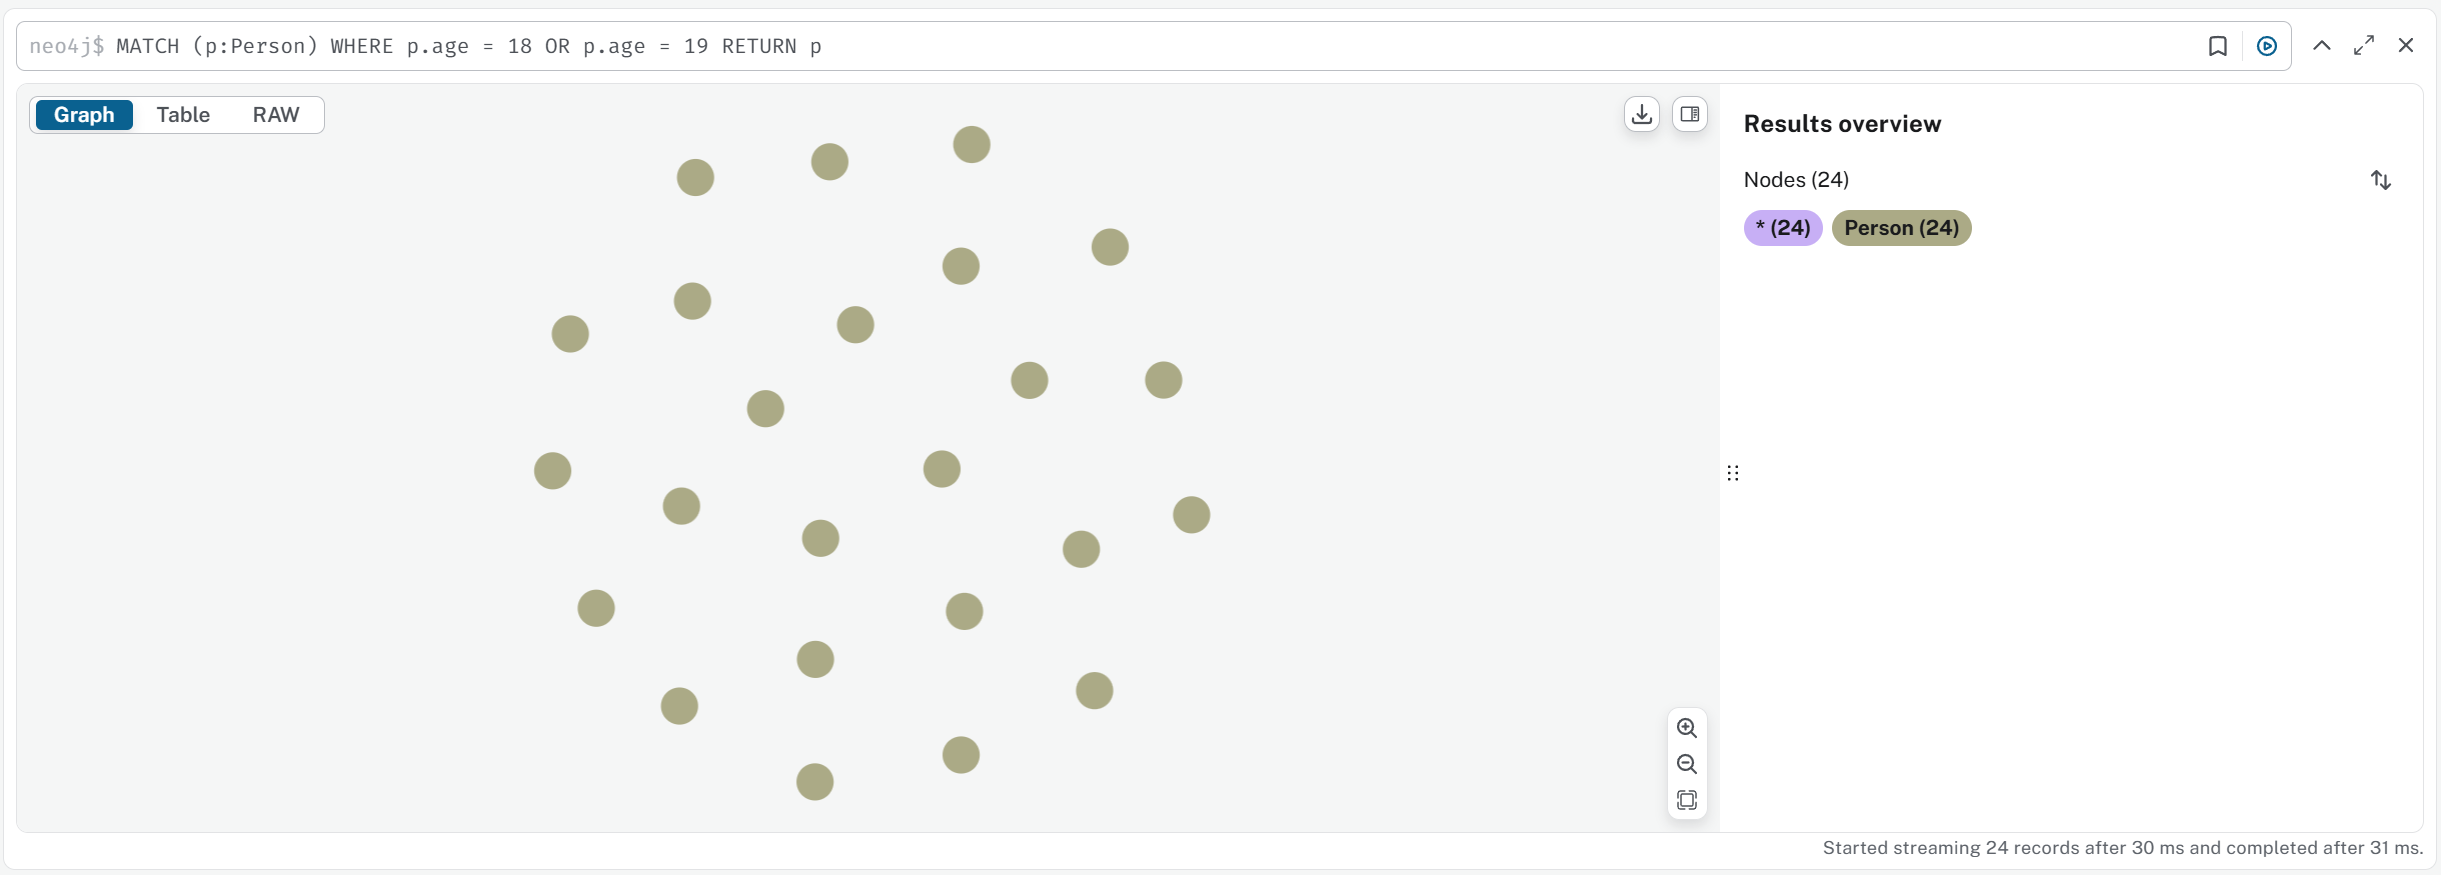 neo4j$ MATCH (p:Person) WHERE p.age = 18 OR p.age = 19 RETURN p
Graph Table RAW
Results overview
Nodes (24)
* (24) Person (24)
Started streaming 24 records after 30 ms and completed after 31 ms.